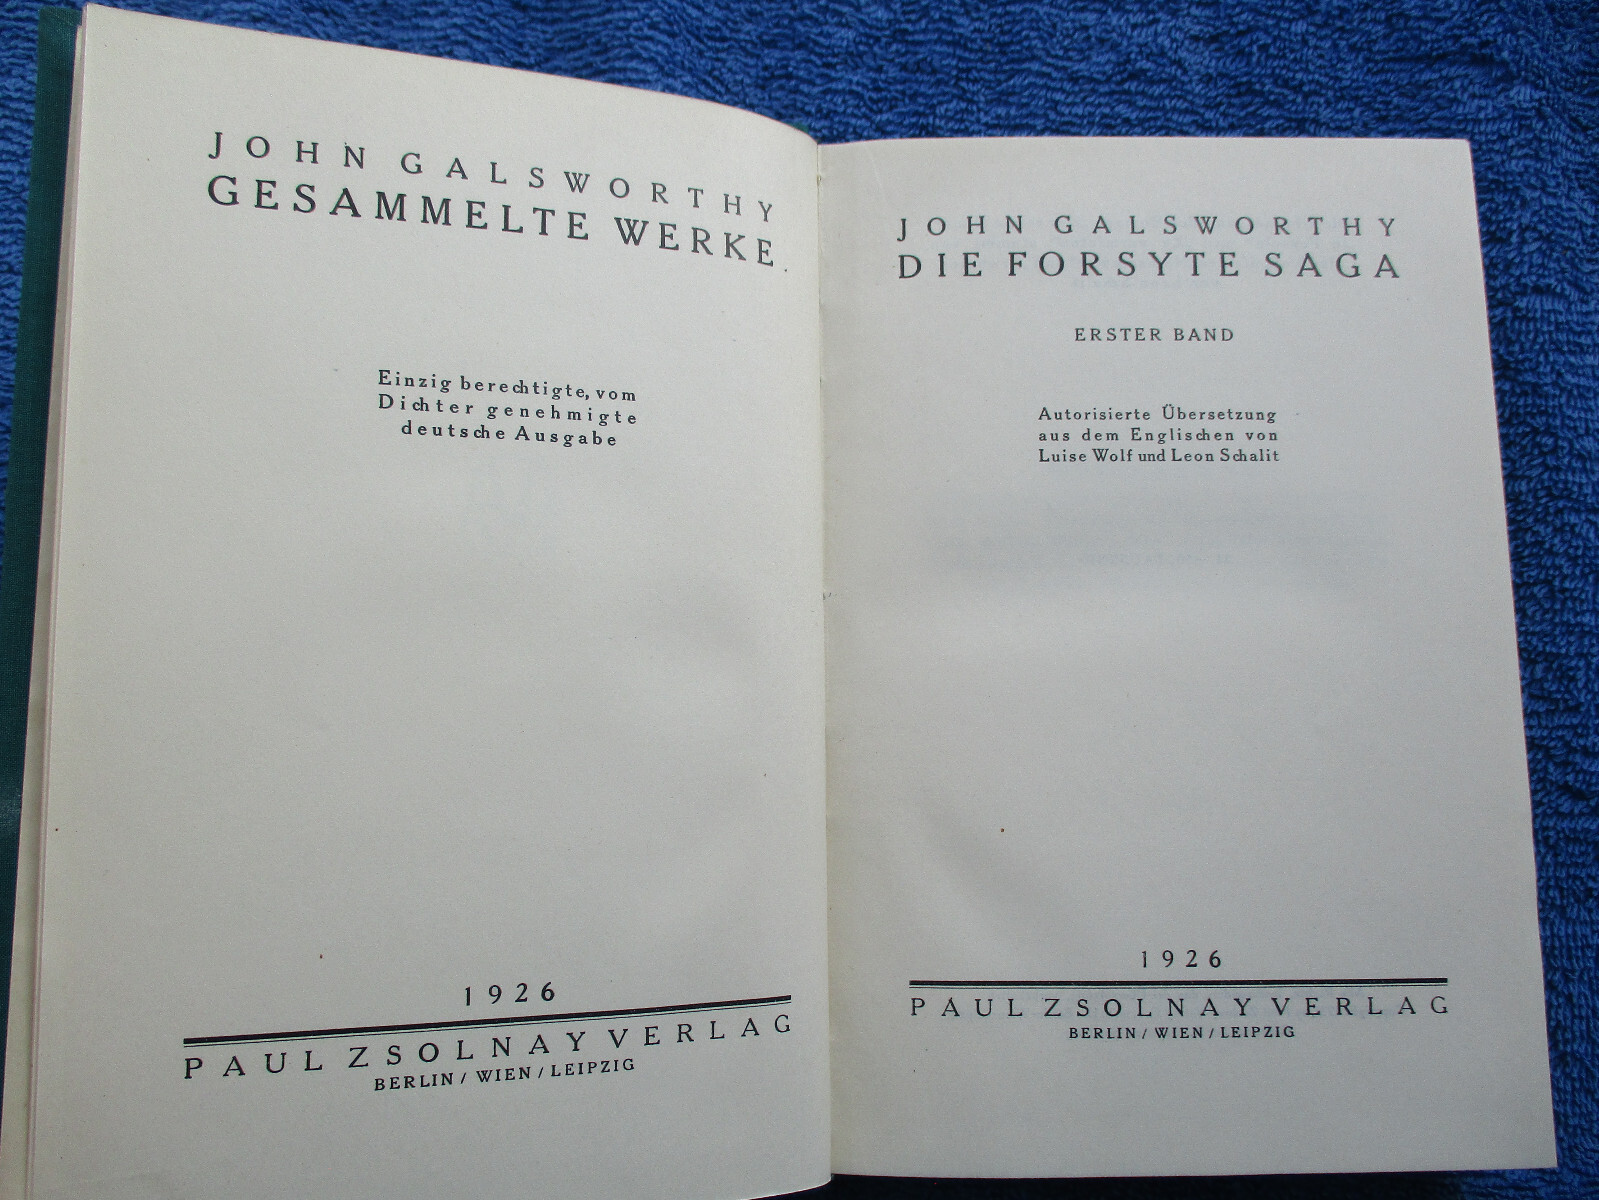 JOHN GALSWORTHY
GESAMMELTE WERKE
Einzig berechtigte, vom
Dichter genehmigte
deutsche Ausgabe
1926
PAUL ZSOLNAY VERLAG
BERLIN / WIEN / LEIPZIG
JOHN GALSWORTHY
DIE FORSYTE SAGA
ERSTER BAND
Autorisierte Übersetzung
aus dem Englischen von
Luise Wolf und Leon Schalit
1926
PAUL ZSOLNAY VERLAG
BERLIN / WIEN / LEIPZIG